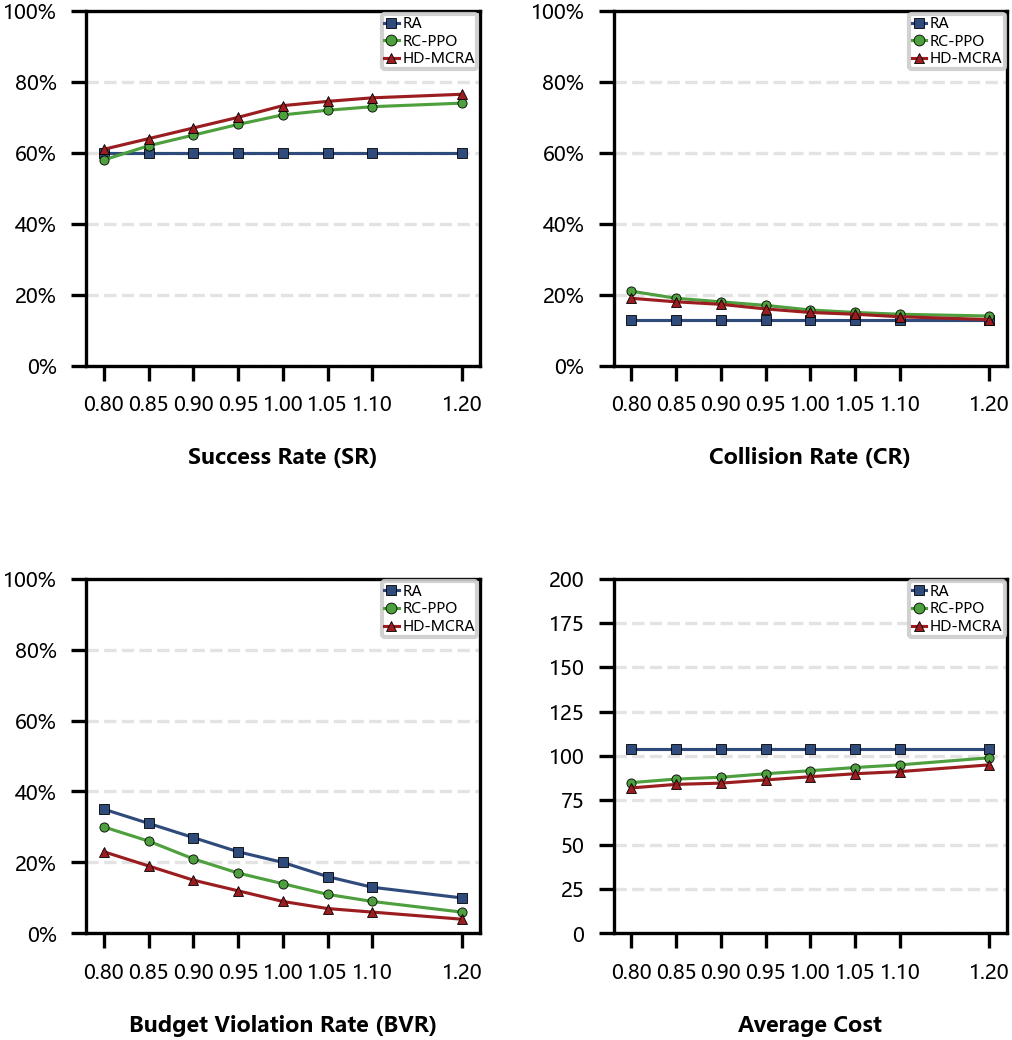 100%
80%
60%
40%
20%
0%
RA
RC-PPO
HD-MCRA
0.80 0.85 0.90 0.95 1.00 1.05 1.10 1.20
Success Rate (SR)
100%
80%
60%
40%
20%
0%
RA
RC-PPO
HD-MCRA
0.80 0.85 0.90 0.95 1.00 1.05 1.10 1.20
Collision Rate (CR)
100%
80%
60%
40%
20%
0%
RA
RC-PPO
HD-MCRA
0.80 0.85 0.90 0.95 1.00 1.05 1.10 1.20
Budget Violation Rate (BVR)
200
175
150
125
100
75
50
25
0
RA
RC-PPO
HD-MCRA
0.80 0.85 0.90 0.95 1.00 1.05 1.10 1.20
Average Cost